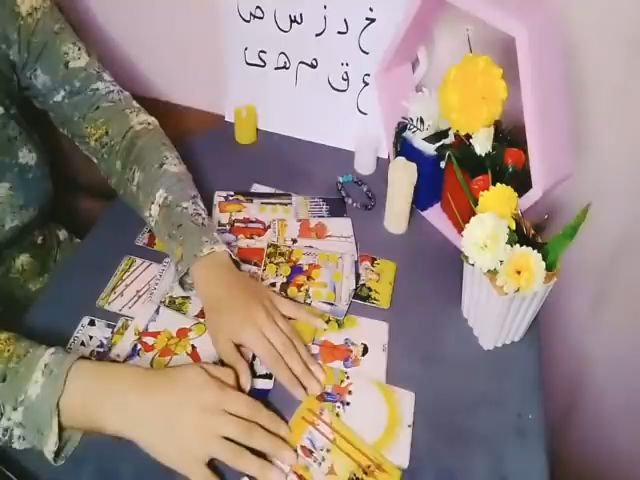 خ د ز س ص
ع ق م ه ی